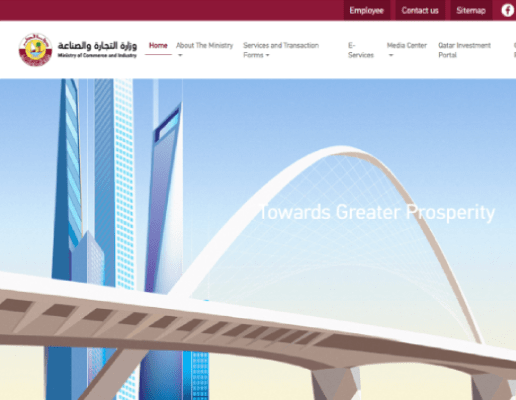 Employee
Contact us
Sitemap
وزارة التجارة والصناعة
Ministry of Commerce and Industry
Home
About The Ministry
Services and Transaction
Forms
E-
Services
Media Center
Qatar Investment
Portal
Towards Greater Prosperity